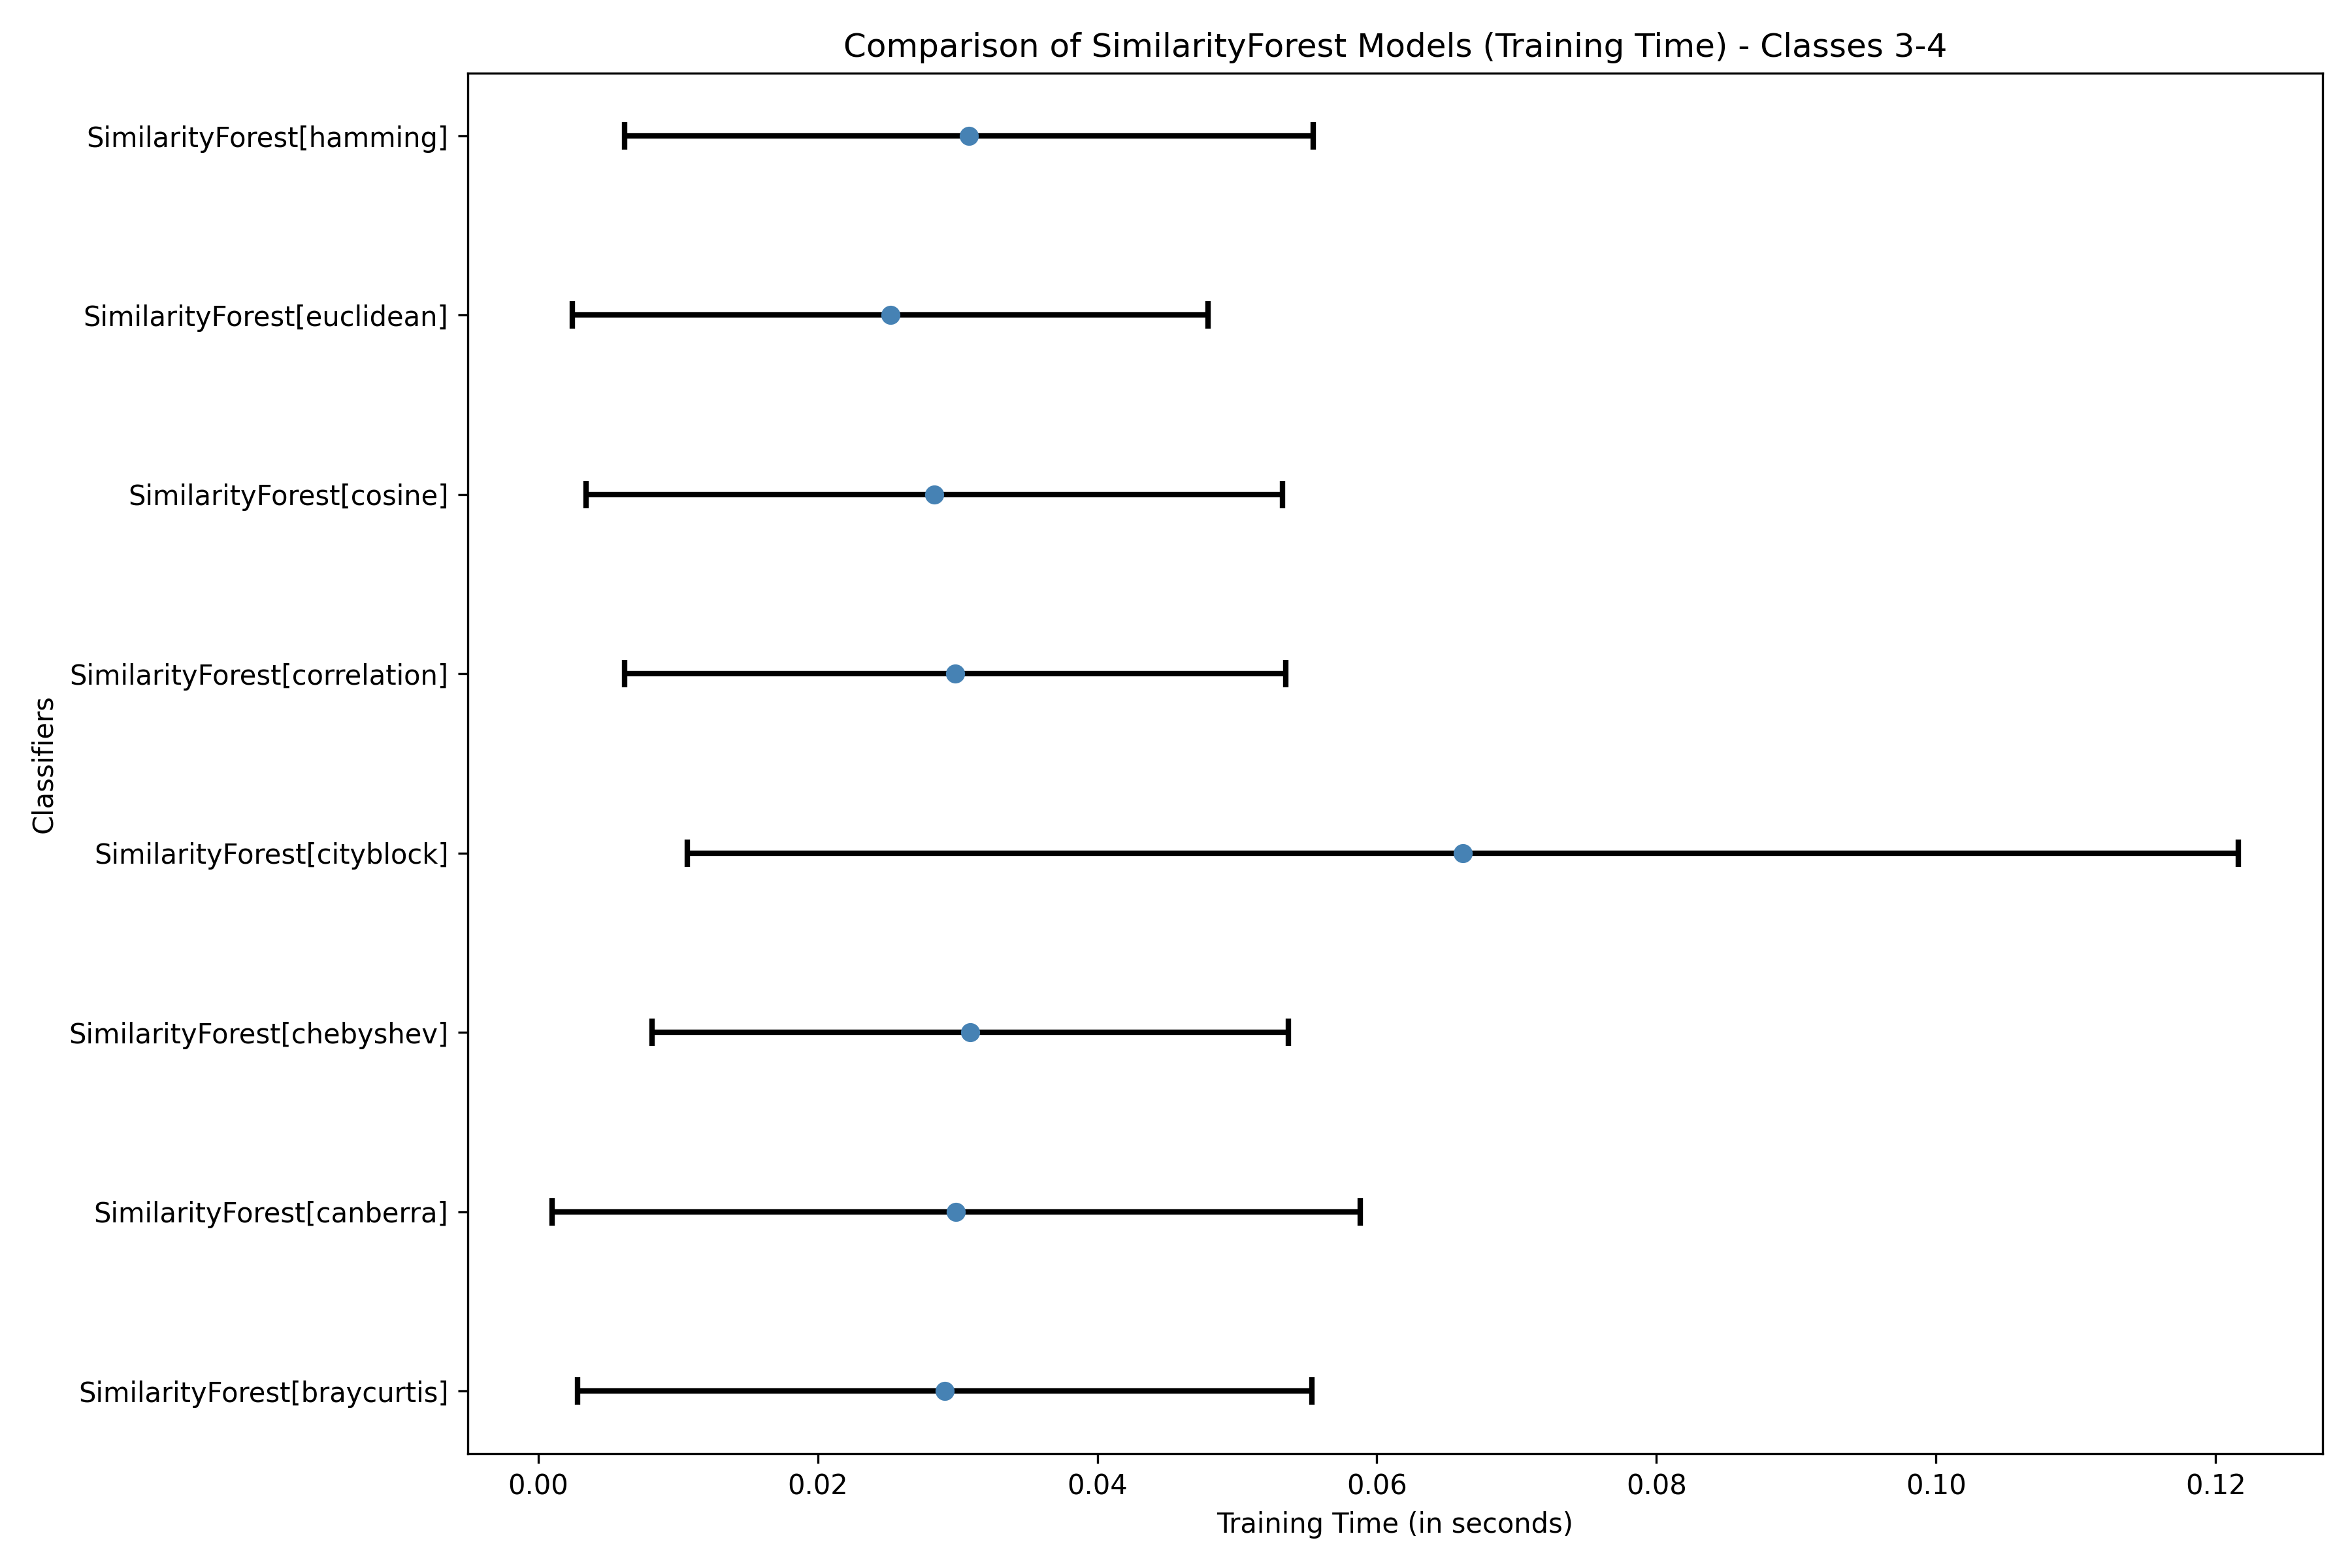 Comparison of SimilarityForest Models (Training Time) - Classes 3-4
SimilarityForest[hamming]
SimilarityForest[euclidean]
SimilarityForest[cosine]
SimilarityForest[correlation]
SimilarityForest[cityblock]
SimilarityForest[chebyshev]
SimilarityForest[canberra]
SimilarityForest[braycurtis]
Classifiers
0.00 0.02 0.04 0.06 0.08 0.10 0.12
Training Time (in seconds)